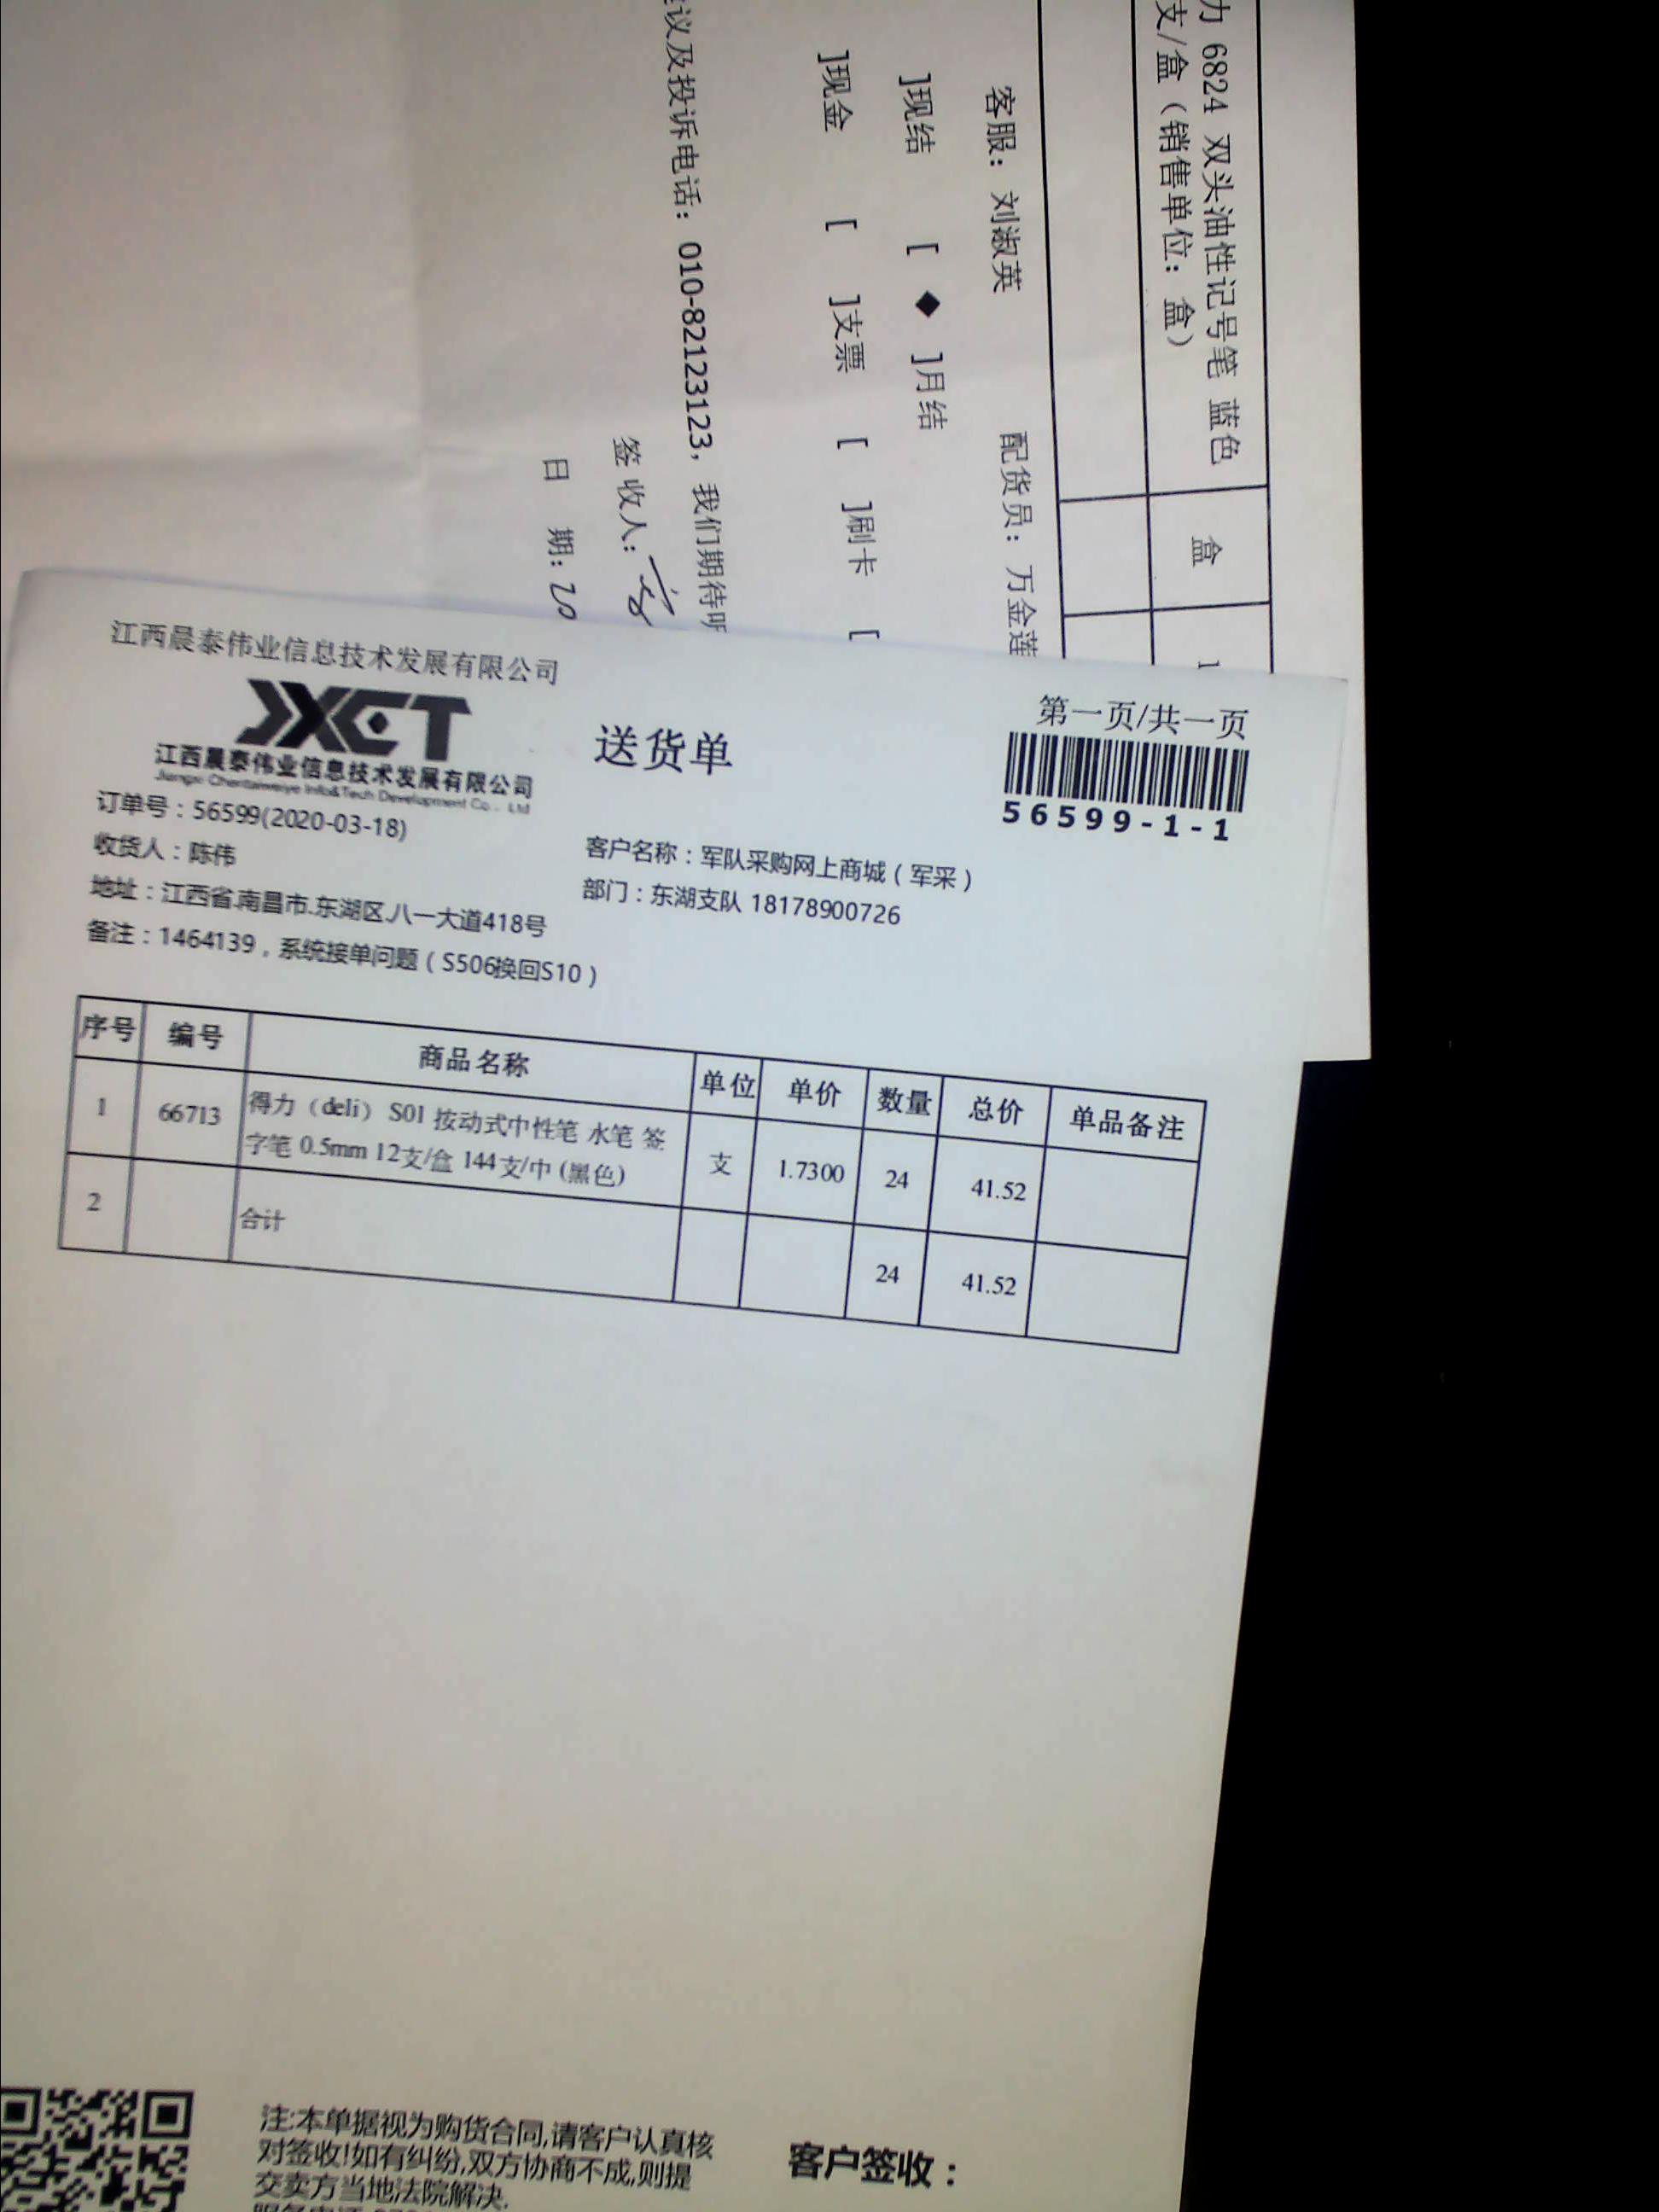 力 6824 双头油性记号笔 蓝色
支/盒（销售单位：盒）
盒
1
客服：刘淑英 配货员：万金莲
]现结 [ ◆ ]月结
]现金 [ ]支票 [ ]刷卡 [
议及投诉电话：010-82123123，我们期待
签收人：
日 期：20
江西晨泰伟业信息技术发展有限公司
JXCT
江西晨泰伟业信息技术发展有限公司
Jiangxi Chentaiweiye Info&Tech Development Co., Ltd
送货单
第一页/共一页
56599-1-1
订单号：56599(2020-03-18)
收货人：陈伟
客户名称：军队采购网上商城（军采）
地址：江西省.南昌市.东湖区.八一大道418号
部门：东湖支队 18178900726
备注：1464139，系统接单问题（S506换回S10）
序号 编号 商品名称 单位 单价 数量 总价 单品备注
1 66713 得力（deli） S01 按动式中性笔 水笔 签
字笔 0.5mm 12支/盒 144支/中 (黑色) 支 1.7300 24 41.52
2 合计 24 41.52
注:本单据视为购货合同,请客户认真核
对签收!如有纠纷,双方协商不成,则提
交卖方当地法院解决.
客户签收：